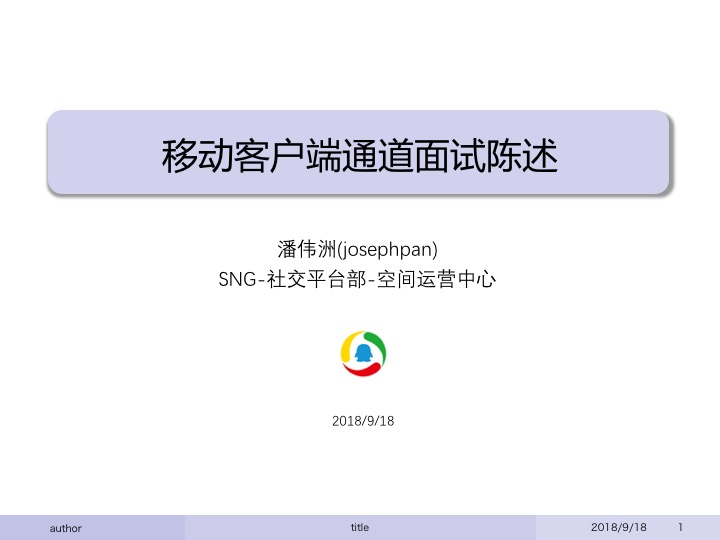 移动客户端通道面试陈述
潘伟洲(josephpan)
SNG-社交平台部-空间运营中心
2018/9/18
author
title
2018/9/18
1